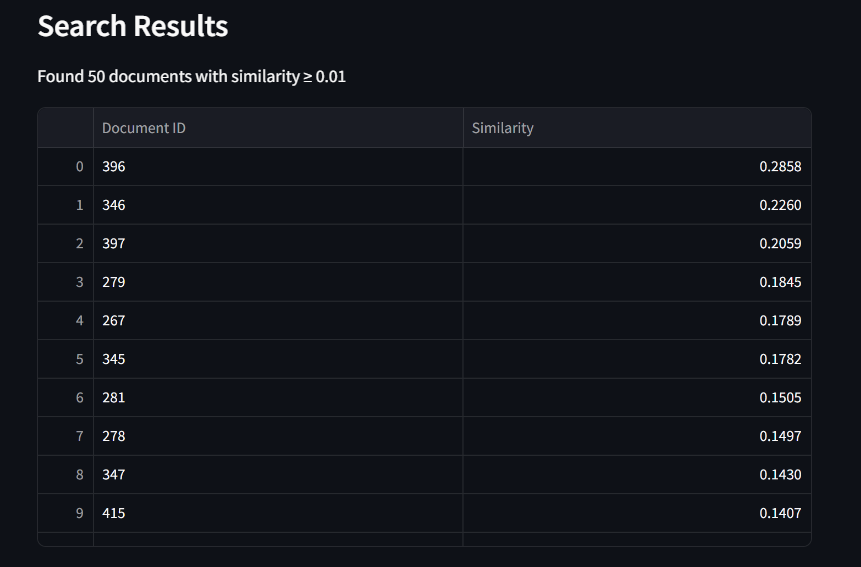 Search Results
Found 50 documents with similarity ≥ 0.01
Document ID Similarity
0 396 0.2858
1 346 0.2260
2 397 0.2059
3 279 0.1845
4 267 0.1789
5 345 0.1782
6 281 0.1505
7 278 0.1497
8 347 0.1430
9 415 0.1407